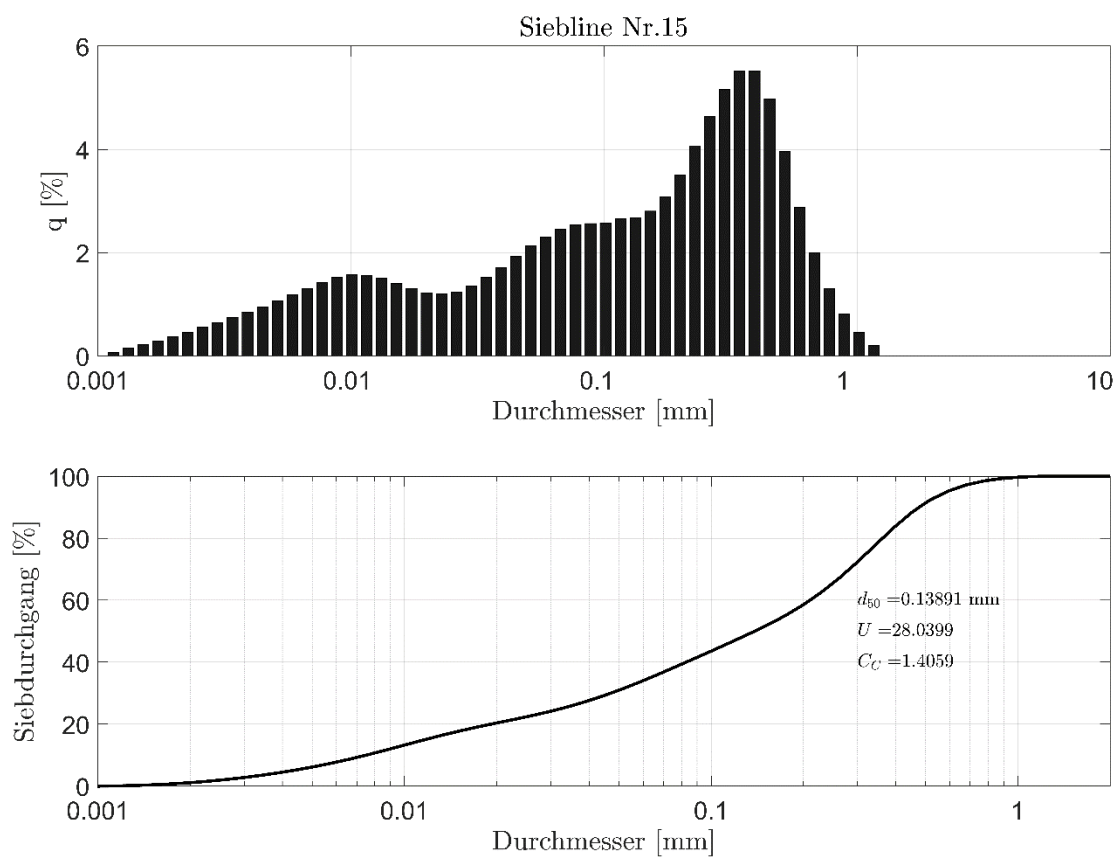 Siebline Nr.15
6
4
2
0
q [%]
0.001 0.01 0.1 1 10
Durchmesser [mm]
100
80
60
40
20
0
Siebdurchgang [%]
d50 =0.13891 mm
U =28.0399
CC =1.4059
0.001 0.01 0.1 1
Durchmesser [mm]